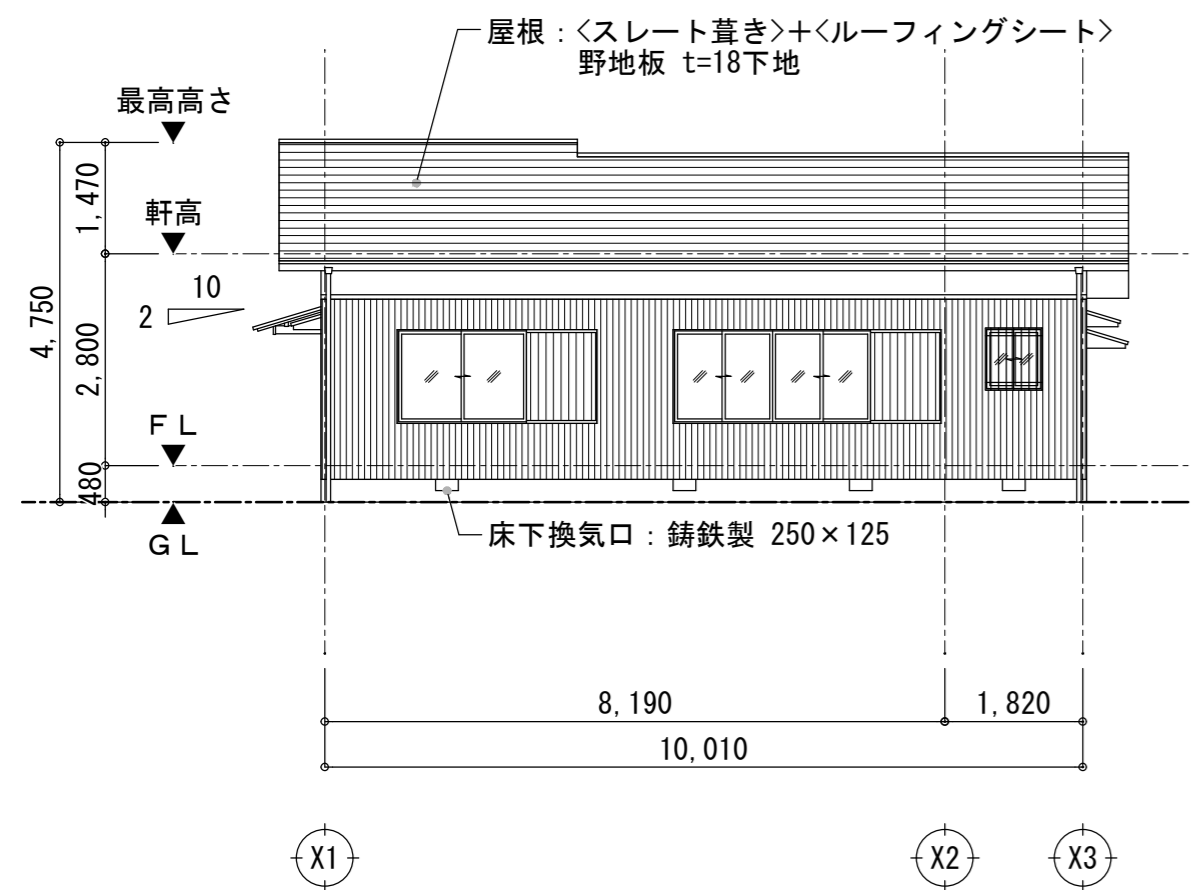 屋根：<スレート葺き>＋<ルーフィングシート>
野地板 t=18下地
最高高さ
1,470
軒高
10
2
4,750
2,800
ＦＬ
480
ＧＬ
床下換気口：鋳鉄製 250×125
8,190
1,820
10,010
X1
X2
X3